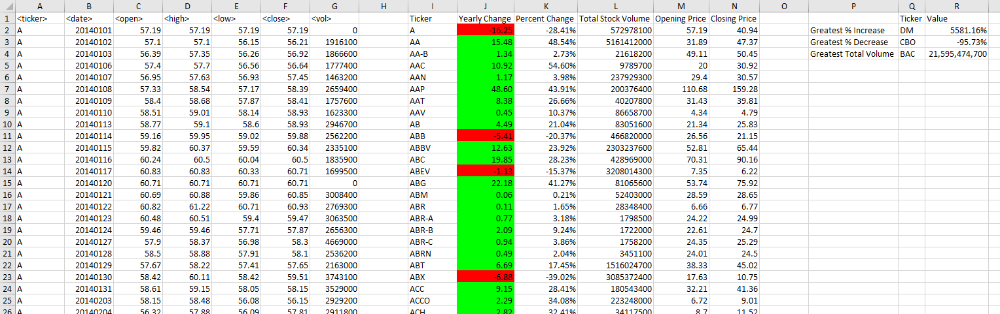 A B C D E F G H I J K L M N O P Q R
1 <ticker> <date> <open> <high> <low> <close> <vol> Ticker Yearly Change Percent Change Total Stock Volume Opening Price Closing Price Ticker Value
2 A 20140101 57.19 57.19 57.19 57.19 0 A -16.25 -28.41% 572978100 57.19 40.94 Greatest % Increase DM 5581.16%
3 A 20140102 57.1 57.1 56.15 56.21 1916100 AA 15.48 48.54% 5161412000 31.89 47.37 Greatest % Decrease CBO -95.73%
4 A 20140103 56.39 57.35 56.26 56.92 1866600 AA-B 1.34 2.73% 21618200 49.11 50.45 Greatest Total Volume BAC 21,595,474,700
5 A 20140106 57.4 57.7 56.56 56.64 1777400 AAC 10.92 54.60% 9789700 20 30.92
6 A 20140107 56.95 57.63 56.93 57.45 1463200 AAN 1.17 3.98% 237929300 29.4 30.57
7 A 20140108 57.33 58.54 57.17 58.39 2659400 AAP 48.60 43.91% 200376400 110.68 159.28
8 A 20140109 58.4 58.68 57.87 58.41 1757600 AAT 8.38 26.66% 40207800 31.43 39.81
9 A 20140110 58.51 59.01 58.14 58.93 1623300 AAV 0.45 10.37% 86658700 4.34 4.79
10 A 20140113 58.77 59.1 58.6 58.93 2946700 AB 4.49 21.04% 83051600 21.34 25.83
11 A 20140114 59.16 59.95 59.02 59.88 2562200 ABB -5.41 -20.37% 466820000 26.56 21.15
12 A 20140115 59.82 60.37 59.59 60.34 2335100 ABBV 12.63 23.92% 2303237600 52.81 65.44
13 A 20140116 60.24 60.5 60.04 60.5 1835900 ABC 19.85 28.23% 428969000 70.31 90.16
14 A 20140117 60.83 60.83 60.33 60.71 1699500 ABEV -1.13 -15.37% 3208014300 7.35 6.22
15 A 20140120 60.71 60.71 60.71 60.71 0 ABG 22.18 41.27% 81065600 53.74 75.92
16 A 20140121 60.69 60.88 59.86 60.85 3008400 ABM 0.06 0.21% 52403000 28.59 28.65
17 A 20140122 60.82 61.22 60.71 60.93 2769300 ABR 0.11 1.65% 28348400 6.66 6.77
18 A 20140123 60.48 60.51 59.4 59.47 3063500 ABR-A 0.77 3.18% 1798500 24.22 24.99
19 A 20140124 59.46 59.46 57.71 57.87 2656300 ABR-B 2.09 9.24% 1722000 22.61 24.7
20 A 20140127 57.9 58.37 56.98 58.3 4669000 ABR-C 0.94 3.86% 1758200 24.35 25.29
21 A 20140128 58.5 58.88 57.91 58.1 2536200 ABRN 0.49 2.04% 3451100 24.01 24.5
22 A 20140129 57.67 58.22 57.41 57.65 2163000 ABT 6.69 17.45% 1516024700 38.33 45.02
23 A 20140130 58.42 60.11 58.42 59.51 3743100 ABX -6.88 -39.02% 3085372400 17.63 10.75
24 A 20140131 58.61 59.15 58.05 58.15 3529000 ACC 9.15 28.41% 180543400 32.21 41.36
25 A 20140203 58.15 58.48 56.08 56.15 2929200 ACCO 2.29 34.08% 223248000 6.72 9.01
26 A 20140204 56.32 57.88 56.09 57.81 2911800 ACH 2.82 32.41% 34117500 8.7 11.52